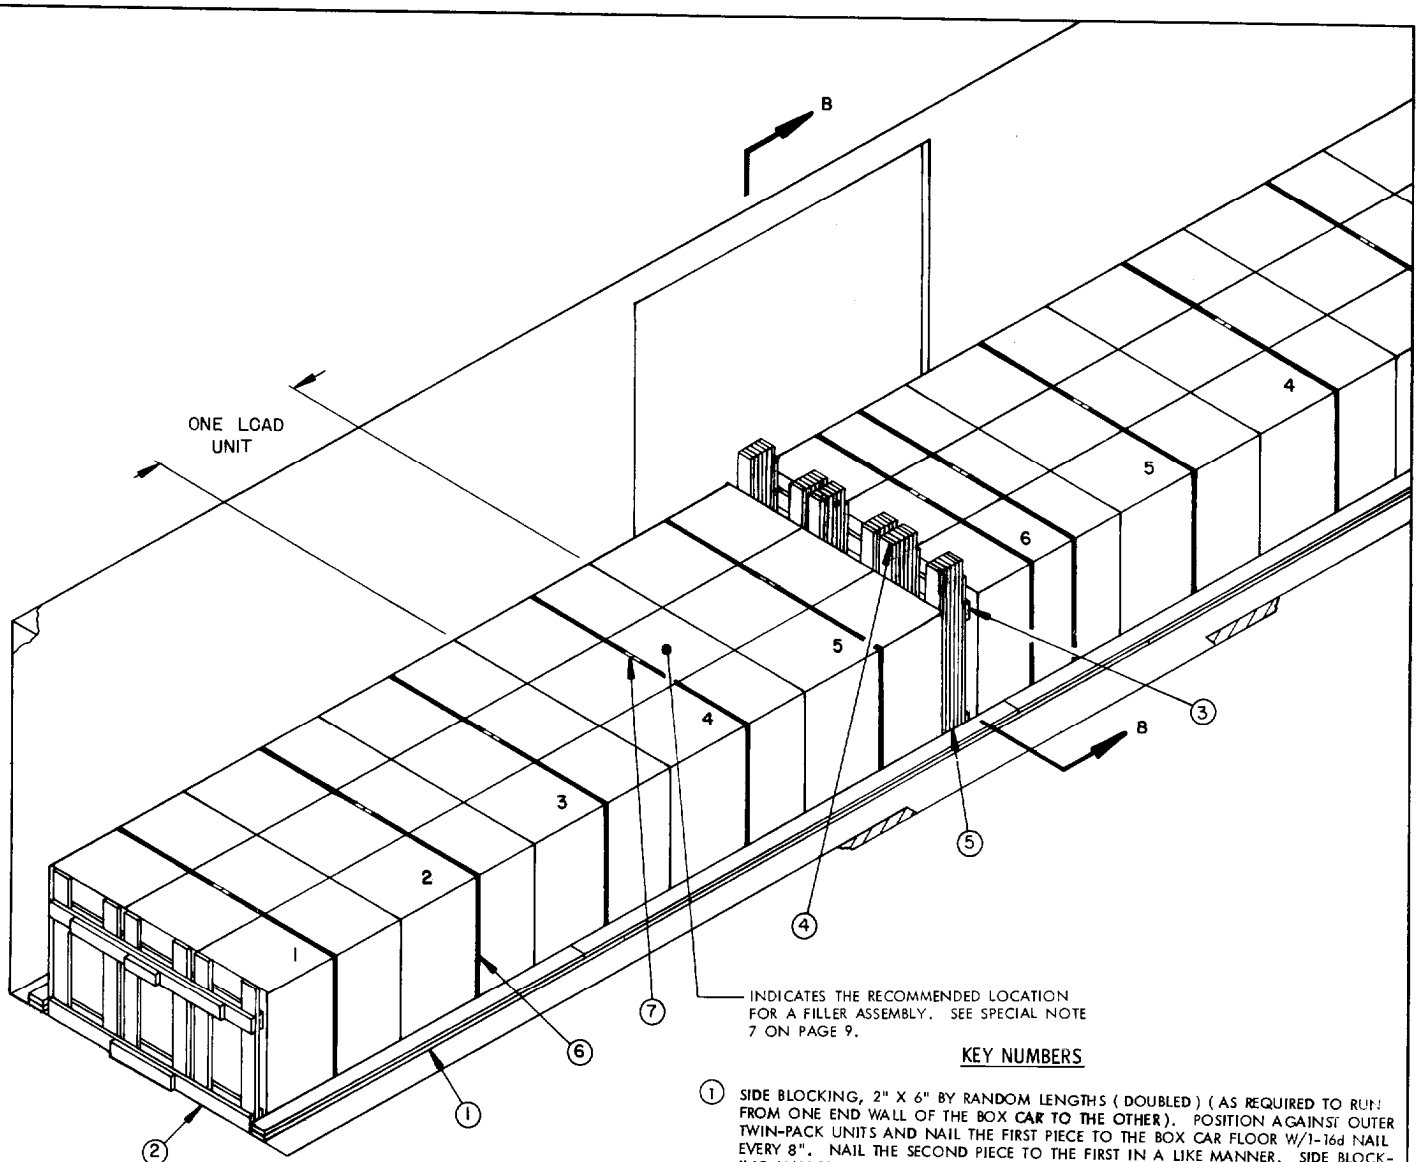 B
ONE LOAD
UNIT
4
5
6
5
4
3
2
1
3
B
5
4
7
6
1
2
INDICATES THE RECOMMENDED LOCATION
FOR A FILLER ASSEMBLY. SEE SPECIAL NOTE
7 ON PAGE 9.
KEY NUMBERS
1 SIDE BLOCKING, 2" X 6" BY RANDOM LENGTHS (DOUBLED) (AS REQUIRED TO RUN
FROM ONE END WALL OF THE BOX CAR TO THE OTHER). POSITION AGAINST OUTER
TWIN-PACK UNITS AND NAIL THE FIRST PIECE TO THE BOX CAR FLOOR W/1-16d NAIL
EVERY 8". NAIL THE SECOND PIECE TO THE FIRST IN A LIKE MANNER. SIDE BLOCK-